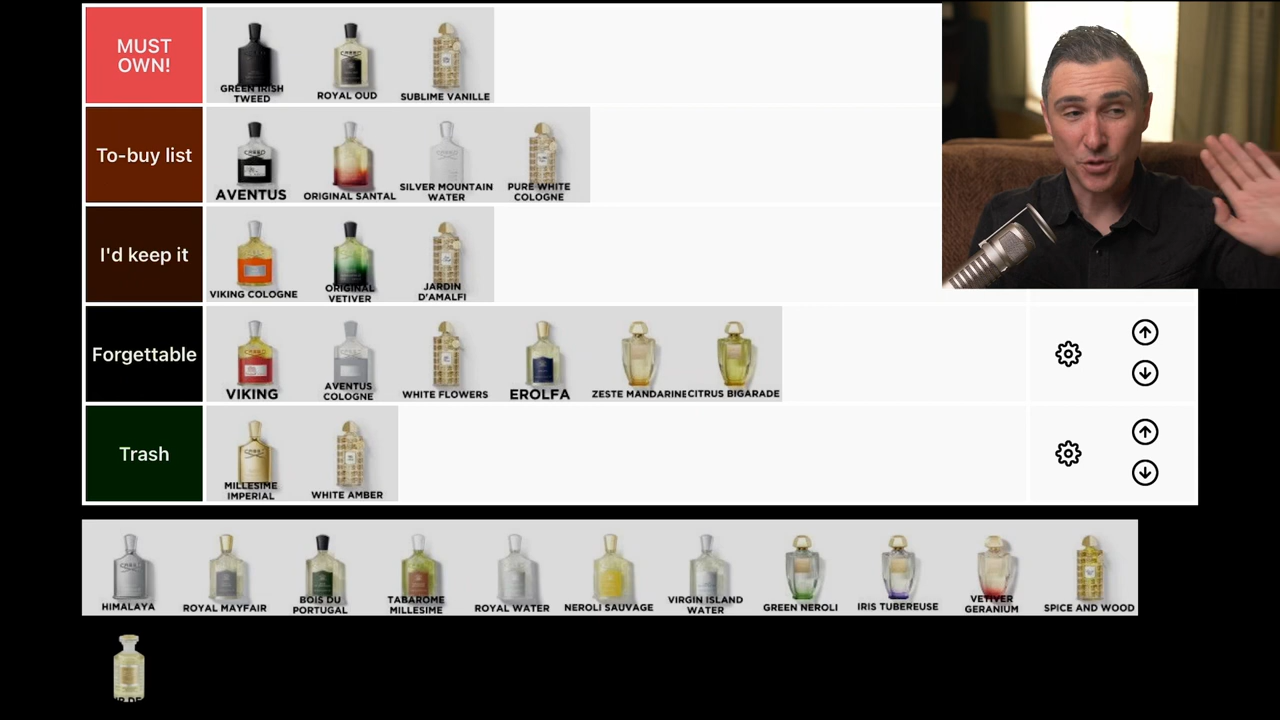 MUST
OWN!
GREEN IRISH
TWEED
ROYAL OUD
SUBLIME VANILLE
To-buy list
AVENTUS
ORIGINAL SANTAL
SILVER MOUNTAIN
WATER
PURE WHITE
COLOGNE
I'd keep it
VIKING COLOGNE
ORIGINAL
VETIVER
JARDIN
D'AMALFI
Forgettable
VIKING
AVENTUS
COLOGNE
WHITE FLOWERS
EROLFA
ZESTE MANDARINE
CITRUS BIGARADE
Trash
MILLESIME
IMPERIAL
WHITE AMBER
HIMALAYA
ROYAL MAYFAIR
BOIS DU
PORTUGAL
TABAROME
MILLESIME
ROYAL WATER
NEROLI SAUVAGE
VIRGIN ISLAND
WATER
GREEN NEROLI
IRIS TUBEREUSE
VETIVER
GERANIUM
SPICE AND WOOD